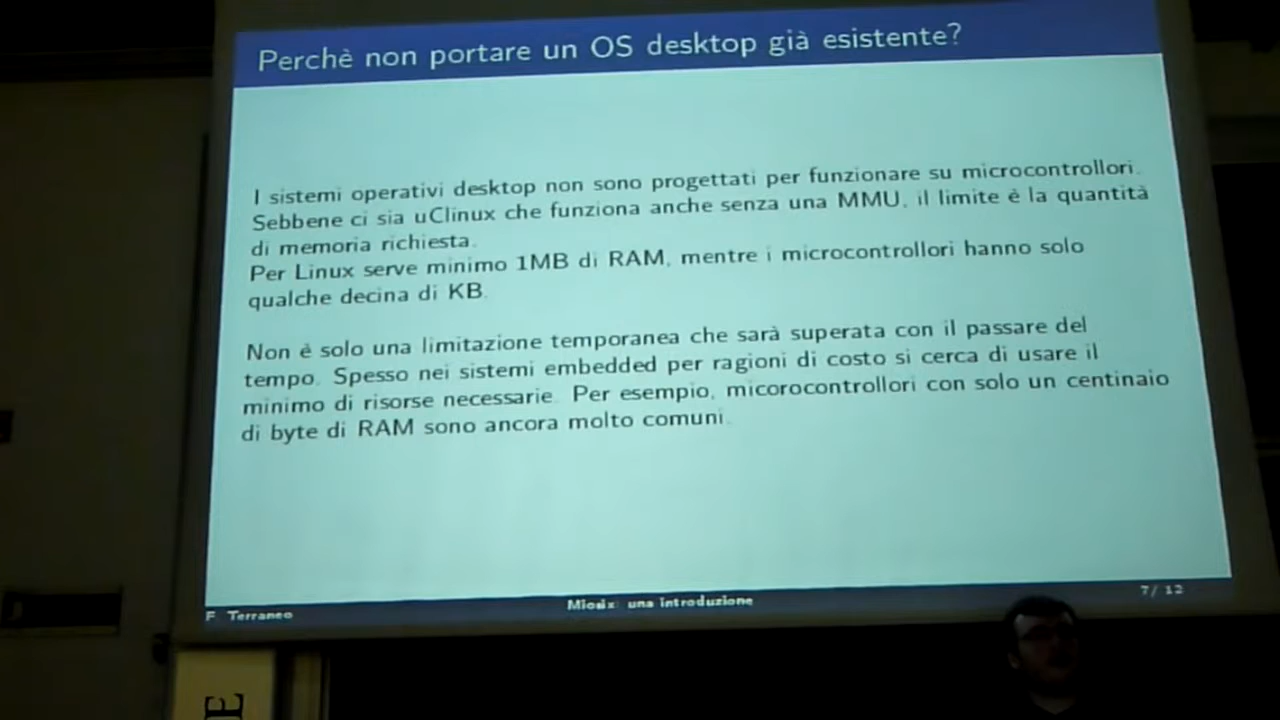 Perchè non portare un OS desktop già esistente?
I sistemi operativi desktop non sono progettati per funzionare su microcontrollori.
Sebbene ci sia uClinux che funziona anche senza una MMU, il limite è la quantità
di memoria richiesta.
Per Linux serve minimo 1MB di RAM, mentre i microcontrollori hanno solo
qualche decina di KB.
Non è solo una limitazione temporanea che sarà superata con il passare del
tempo. Spesso nei sistemi embedded per ragioni di costo si cerca di usare il
minimo di risorse necessarie. Per esempio, micorocontrollori con solo un centinaio
di byte di RAM sono ancora molto comuni.
F. Terraneo
Miosix: una introduzione
7/ 12